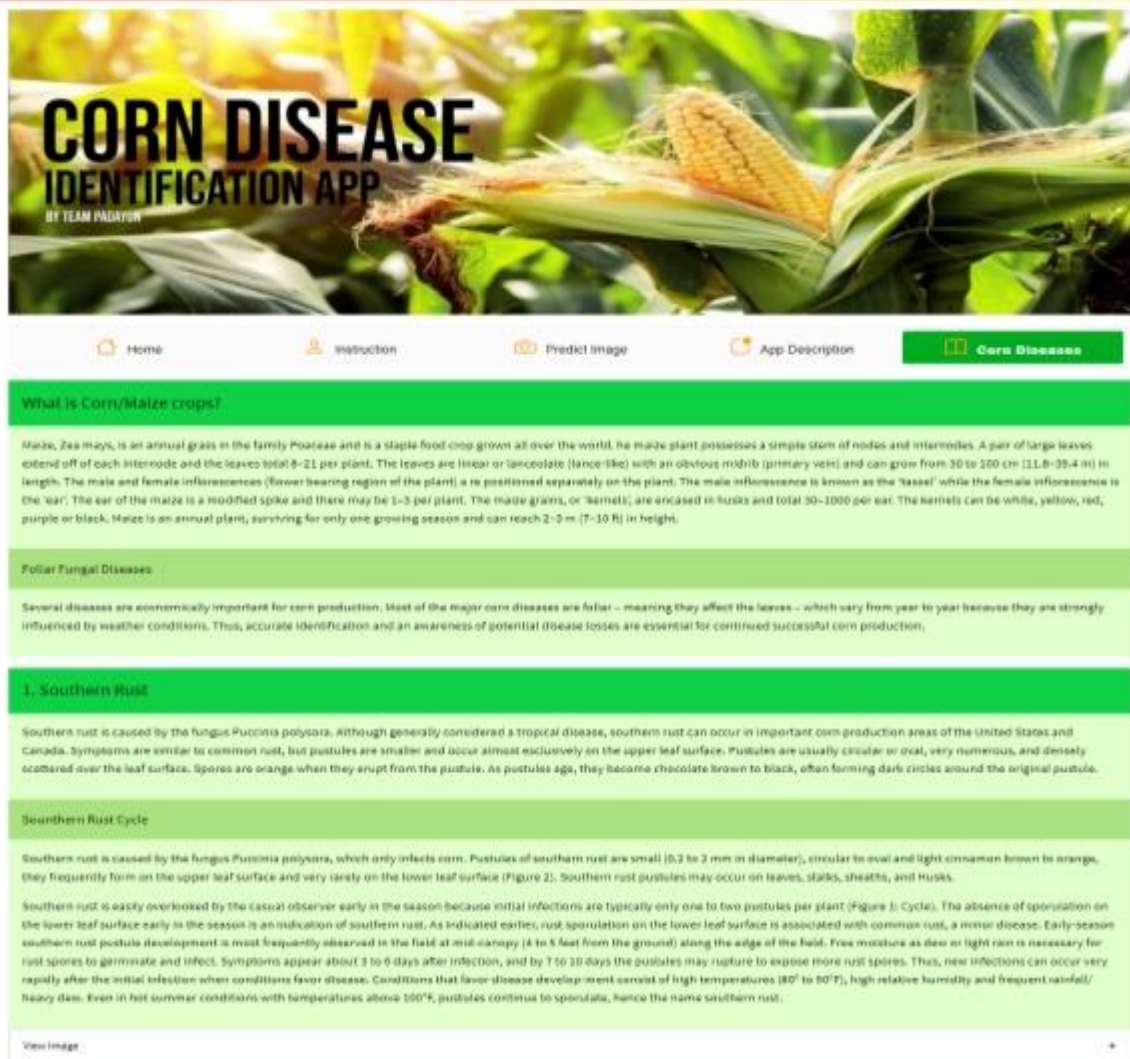 CORN DISEASE
IDENTIFICATION APP
BY TEAM PADAYON
Home
Instruction
Predict Image
App Description
Corn Diseases
What is Corn/Maize crops?
Maize, Zea mays, is an annual grass in the family Poaceae and is a staple food crop grown all over the world. he maize plant possesses a simple stem of nodes and internodes. A pair of large leaves
extend off of each internode and the leaves total 8–21 per plant. The leaves are linear or lanceolate (lance-like) with an obvious midrib (primary vein) and can grow from 30 to 100 cm (11.8–39.4 in) in
length. The male and female inflorescences (flower bearing region of the plant) a re positioned separately on the plant. The male inflorescence is known as the 'tassel' while the female inflorescence is
the 'ear'. The ear of the maize is a modified spike and there may be 1–3 per plant. The maize grains, or 'kernels', are encased in husks and total 30–1000 per ear. The kernels can be white, yellow, red,
purple or black. Maize is an annual plant, surviving for only one growing season and can reach 2–3 m (7–10 ft) in height.
Foliar Fungal Diseases
Several diseases are economically important for corn production. Most of the major corn diseases are foliar – meaning they affect the leaves – which vary from year to year because they are strongly
influenced by weather conditions. Thus, accurate identification and an awareness of potential disease losses are essential for continued successful corn production.
1. Southern Rust
Southern rust is caused by the fungus Puccinia polysora. Although generally considered a tropical disease, southern rust can occur in important corn production areas of the United States and
Canada. Symptoms are similar to common rust, but pustules are smaller and occur almost exclusively on the upper leaf surface. Pustules are usually circular or oval, very numerous, and densely
scattered over the leaf surface. Spores are orange when they erupt from the pustule. As pustules age, they become chocolate brown to black, often forming dark circles around the original pustule.
Sounthern Rust Cycle
Southern rust is caused by the fungus Puccinia polysora, which only infects corn. Pustules of southern rust are small (0.2 to 2 mm in diameter), circular to oval and light cinnamon brown to orange,
they frequently form on the upper leaf surface and very rarely on the lower leaf surface (Figure 2). Southern rust pustules may occur on leaves, stalks, sheaths, and Husks.
Southern rust is easily overlooked by the casual observer early in the season because initial infections are typically only one to two pustules per plant (Figure 1: Cycle). The absence of sporulation on
the lower leaf surface early in the season is an indication of southern rust. As indicated earlier, rust sporulation on the lower leaf surface is associated with common rust, a minor disease. Early-season
southern rust pustule development is most frequently observed in the field at mid-canopy (4 to 5 feet from the ground) along the edge of the field. Free moisture as dew or light rain is necessary for
rust spores to germinate and infect. Symptoms appear about 3 to 6 days after infection, and by 7 to 10 days the pustules may rupture to expose more rust spores. Thus, new infections can occur very
rapidly after the initial infection when conditions favor disease. Conditions that favor disease develop-ment consist of high temperatures (80° to 90°F), high relative humidity and frequent rainfall/
heavy dew. Even in hot summer conditions with temperatures above 100°F, pustules continue to sporulate, hence the name southern rust.
View Image
+